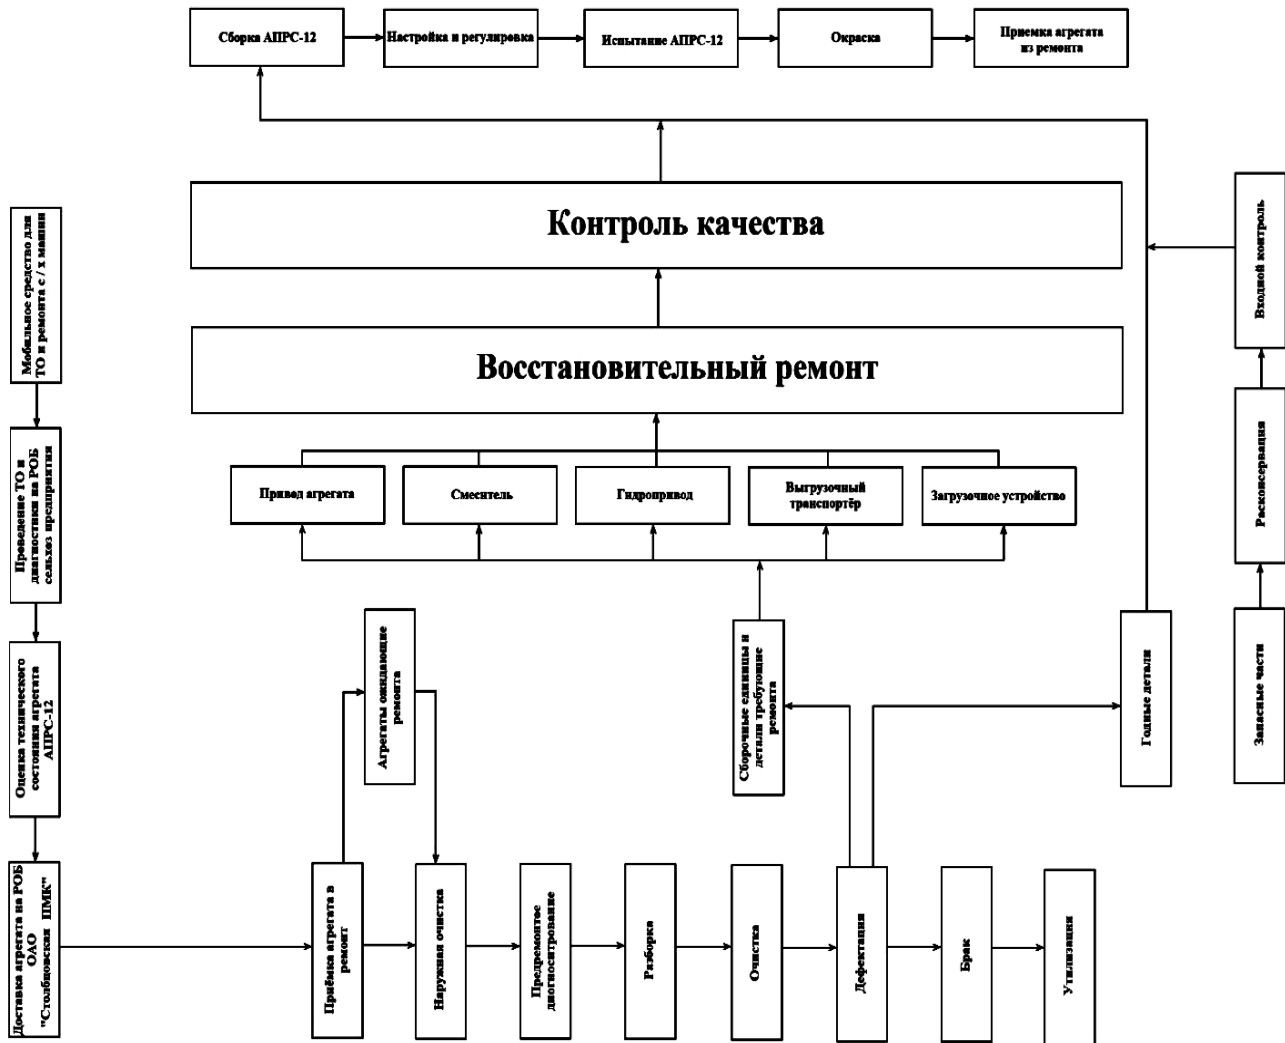 Сборка АПРС-12
Настройка и регулировка
Испытание АПРС-12
Окраска
Приемка агрегата
из ремонта
Контроль качества
Восстановительный ремонт
Привод агрегата
Смеситель
Гидропривод
Выгрузочный
транспортёр
Загрузочное устройство
Мобильное средство для
ТО и ремонта с / х машин
Проведение ТО и
диагностики на РОБ
сельхоз предприятия
Оценка технического
состояния агрегата
АПРС-12
Доставка агрегата на РОБ
ОАО
"Столбцовская ПМК"
Приёмка агрегата в
ремонт
Агрегаты ожидающие
ремонта
Наружная очистка
Предремонтое
диогноситрование
Разборка
Очистка
Дефектация
Брак
Утилизация
Сборочные единицы и
детали требующие
ремонта
Годные детали
Запасные части
Расконсервация
Входной контроль